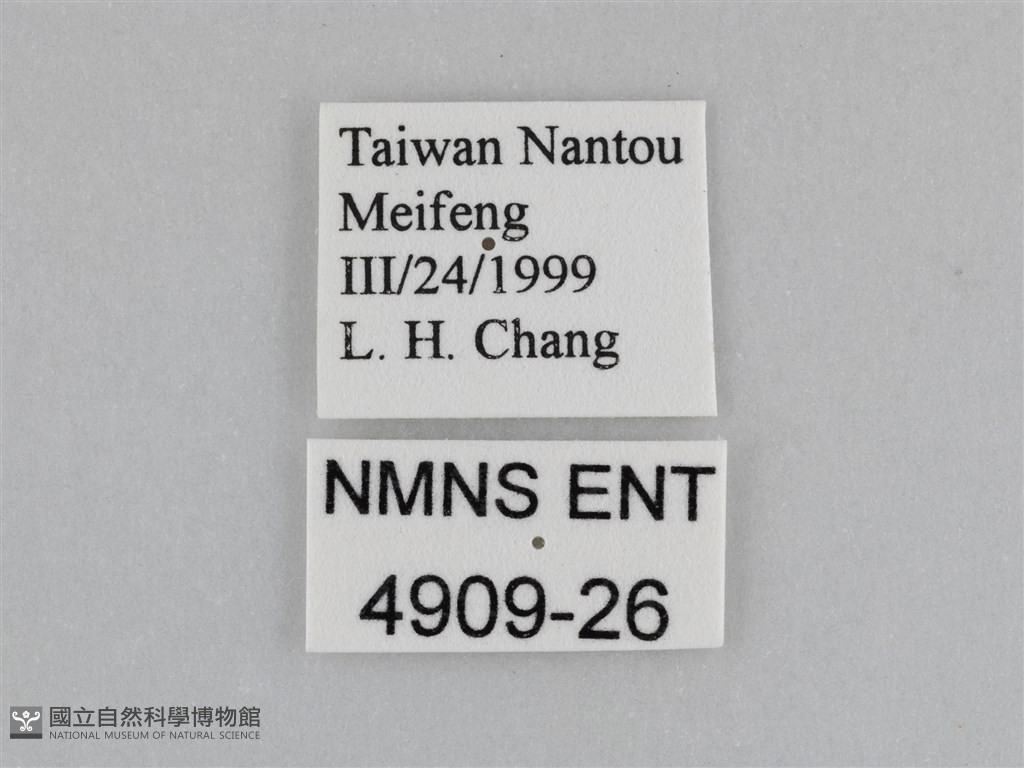 Taiwan Nantou
Meifeng
III/24/1999
L. H. Chang
NMNS ENT
4909-26
國立自然科學博物館
NATIONAL MUSEUM OF NATURAL SCIENCE